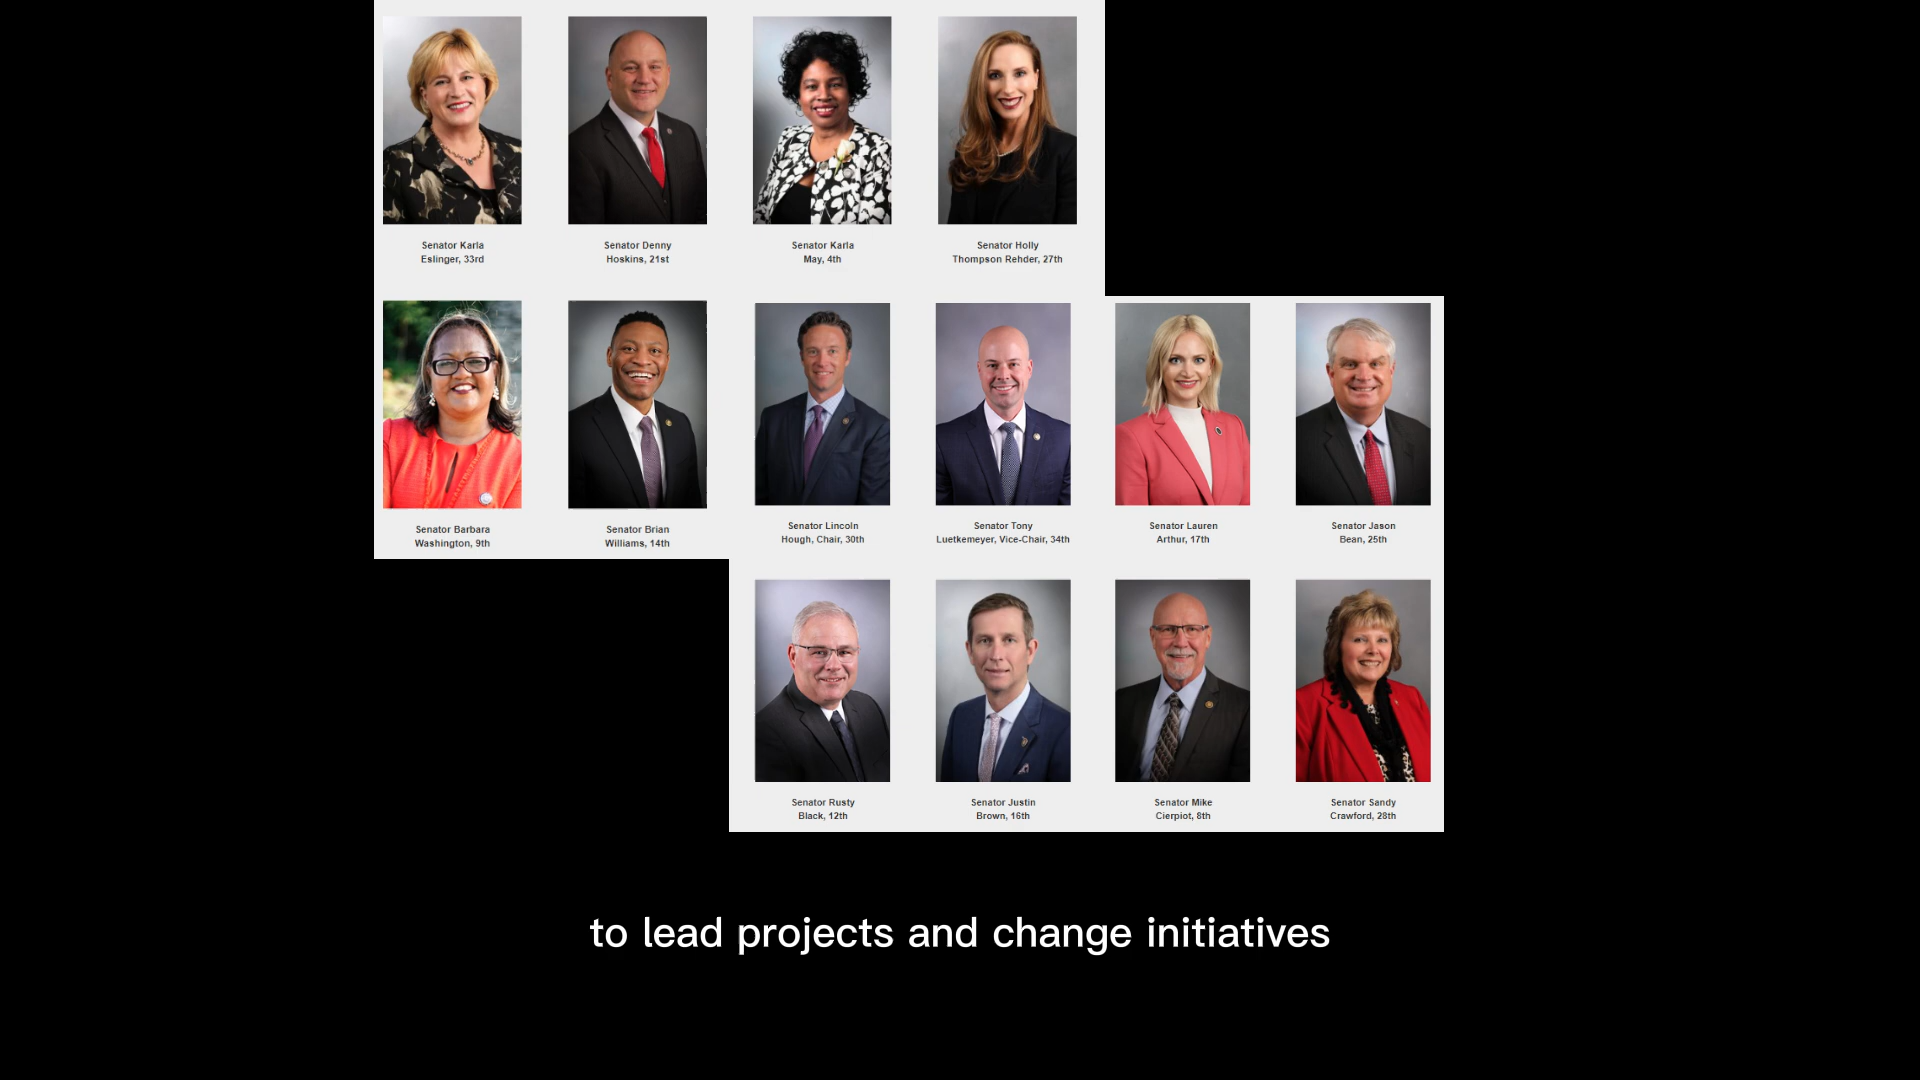 Senator Karla
Eslinger, 33rd
Senator Denny
Hoskins, 21st
Senator Karla
May, 4th
Senator Holly
Thompson Rehder, 27th
Senator Barbara
Washington, 9th
Senator Brian
Williams, 14th
Senator Lincoln
Hough, Chair, 30th
Senator Tony
Luetkemeyer, Vice-Chair, 34th
Senator Lauren
Arthur, 17th
Senator Jason
Bean, 25th
Senator Rusty
Black, 12th
Senator Justin
Brown, 16th
Senator Mike
Cierpiot, 8th
Senator Sandy
Crawford, 28th
to lead projects and change initiatives